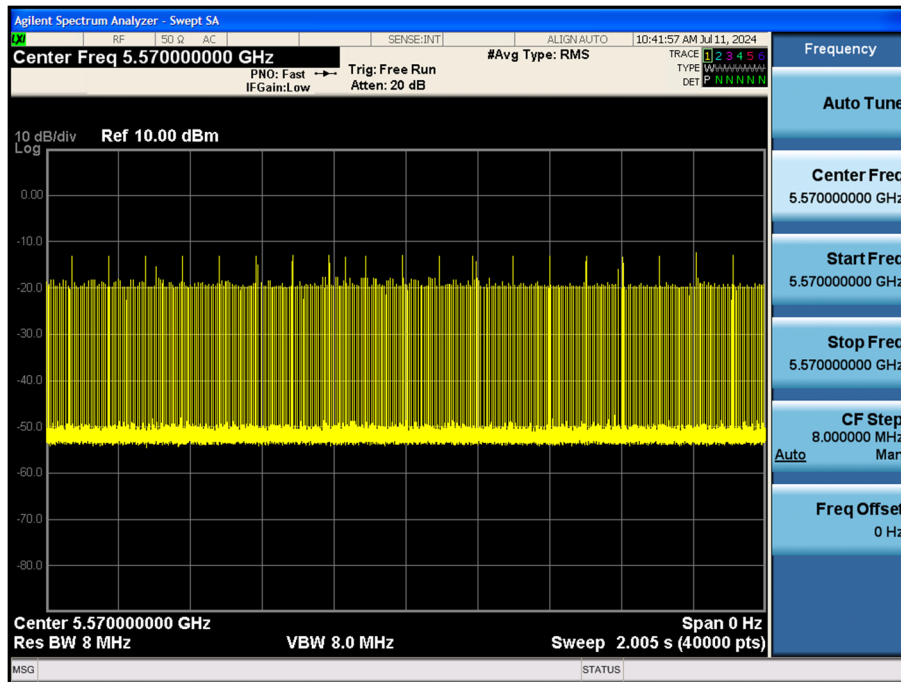 Agilent Spectrum Analyzer - Swept SA
LXI RF 50 Ω AC SENSE:INT ALIGN AUTO 10:41:57 AM Jul 11, 2024
Center Freq 5.570000000 GHz
PNO: Fast
IFGain:Low
Trig: Free Run
Atten: 20 dB
#Avg Type: RMS
TRACE 1 2 3 4 5 6
TYPE WWWWWW
DET P N N N N N
10 dB/div Ref 10.00 dBm
Log
0.00
-10.0
-20.0
-30.0
-40.0
-50.0
-60.0
-70.0
-80.0
Center 5.570000000 GHz Span 0 Hz
Res BW 8 MHz VBW 8.0 MHz Sweep 2.005 s (40000 pts)
MSG STATUS
Frequency
Auto Tune
Center Freq
5.570000000 GHz
Start Freq
5.570000000 GHz
Stop Freq
5.570000000 GHz
CF Step
8.000000 MHz
Auto Man
Freq Offset
0 Hz